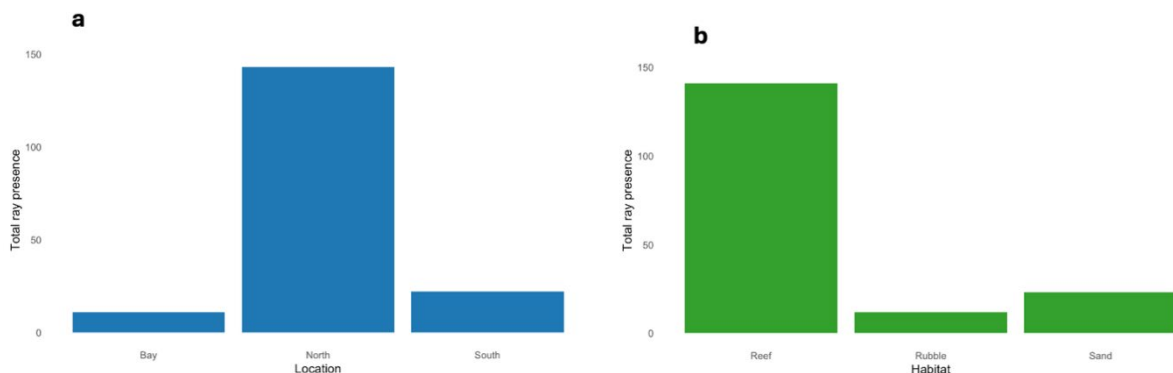 a
150
100
50
0
Total ray presence
Bay
North
South
Location
b
150
100
50
0
Total ray presence
Reef
Rubble
Sand
Habitat